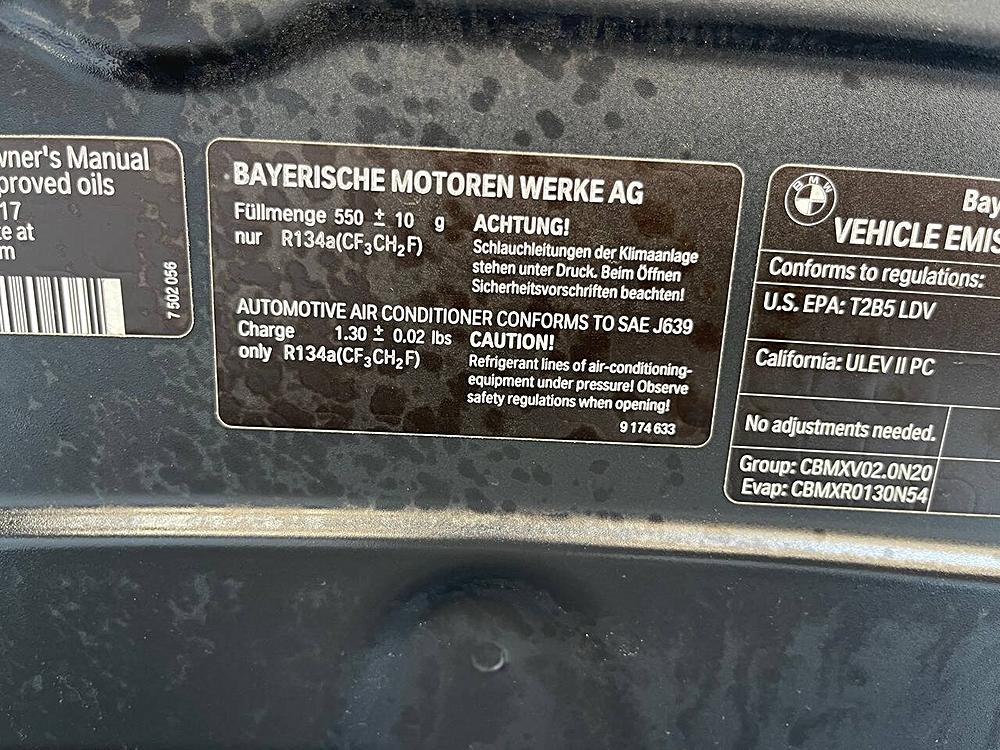 wner's Manual
proved oils
17
ke at
m
7 502 056
BAYERISCHE MOTOREN WERKE AG
Füllmenge 550 ± 10 g
nur R134a(CF₃CH₂F)
ACHTUNG!
Schlauchleitungen der Klimaanlage
stehen unter Druck. Beim Öffnen
Sicherheitsvorschriften beachten!
AUTOMOTIVE AIR CONDITIONER CONFORMS TO SAE J639
Charge 1.30 ± 0.02 lbs
only R134a(CF₃CH₂F)
CAUTION!
Refrigerant lines of air-conditioning-
equipment under pressure! Observe
safety regulations when opening!
9 174 633
BMW
Bay
VEHICLE EMIS
Conforms to regulations:
U.S. EPA: T2B5 LDV
California: ULEV II PC
No adjustments needed.
Group: CBMXV02.0N20
Evap: CBMXR0130N54